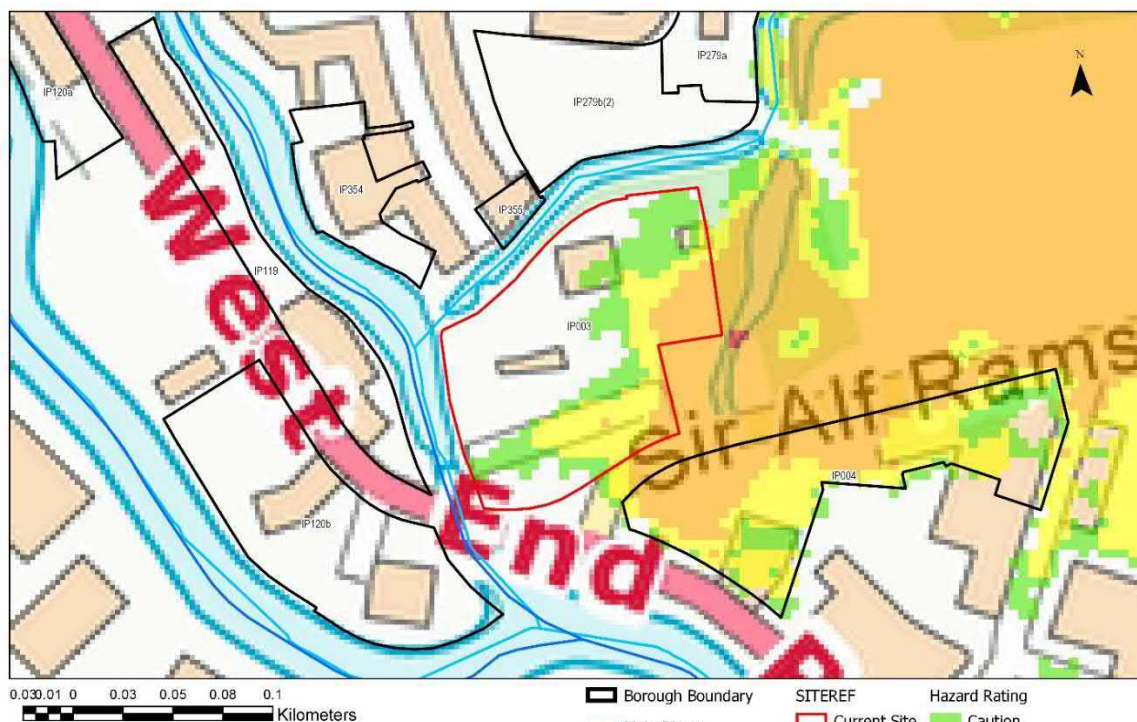 IP120a
IP279a
IP279b(2)
N
West End
IP354
IP355
IP119
IP003
Sir Alf Rams
IP004
IP120b
0.03 0.01 0 0.03 0.05 0.08 0.1
Kilometers
Borough Boundary
SITEREF
Current Site
Hazard Rating
Caution